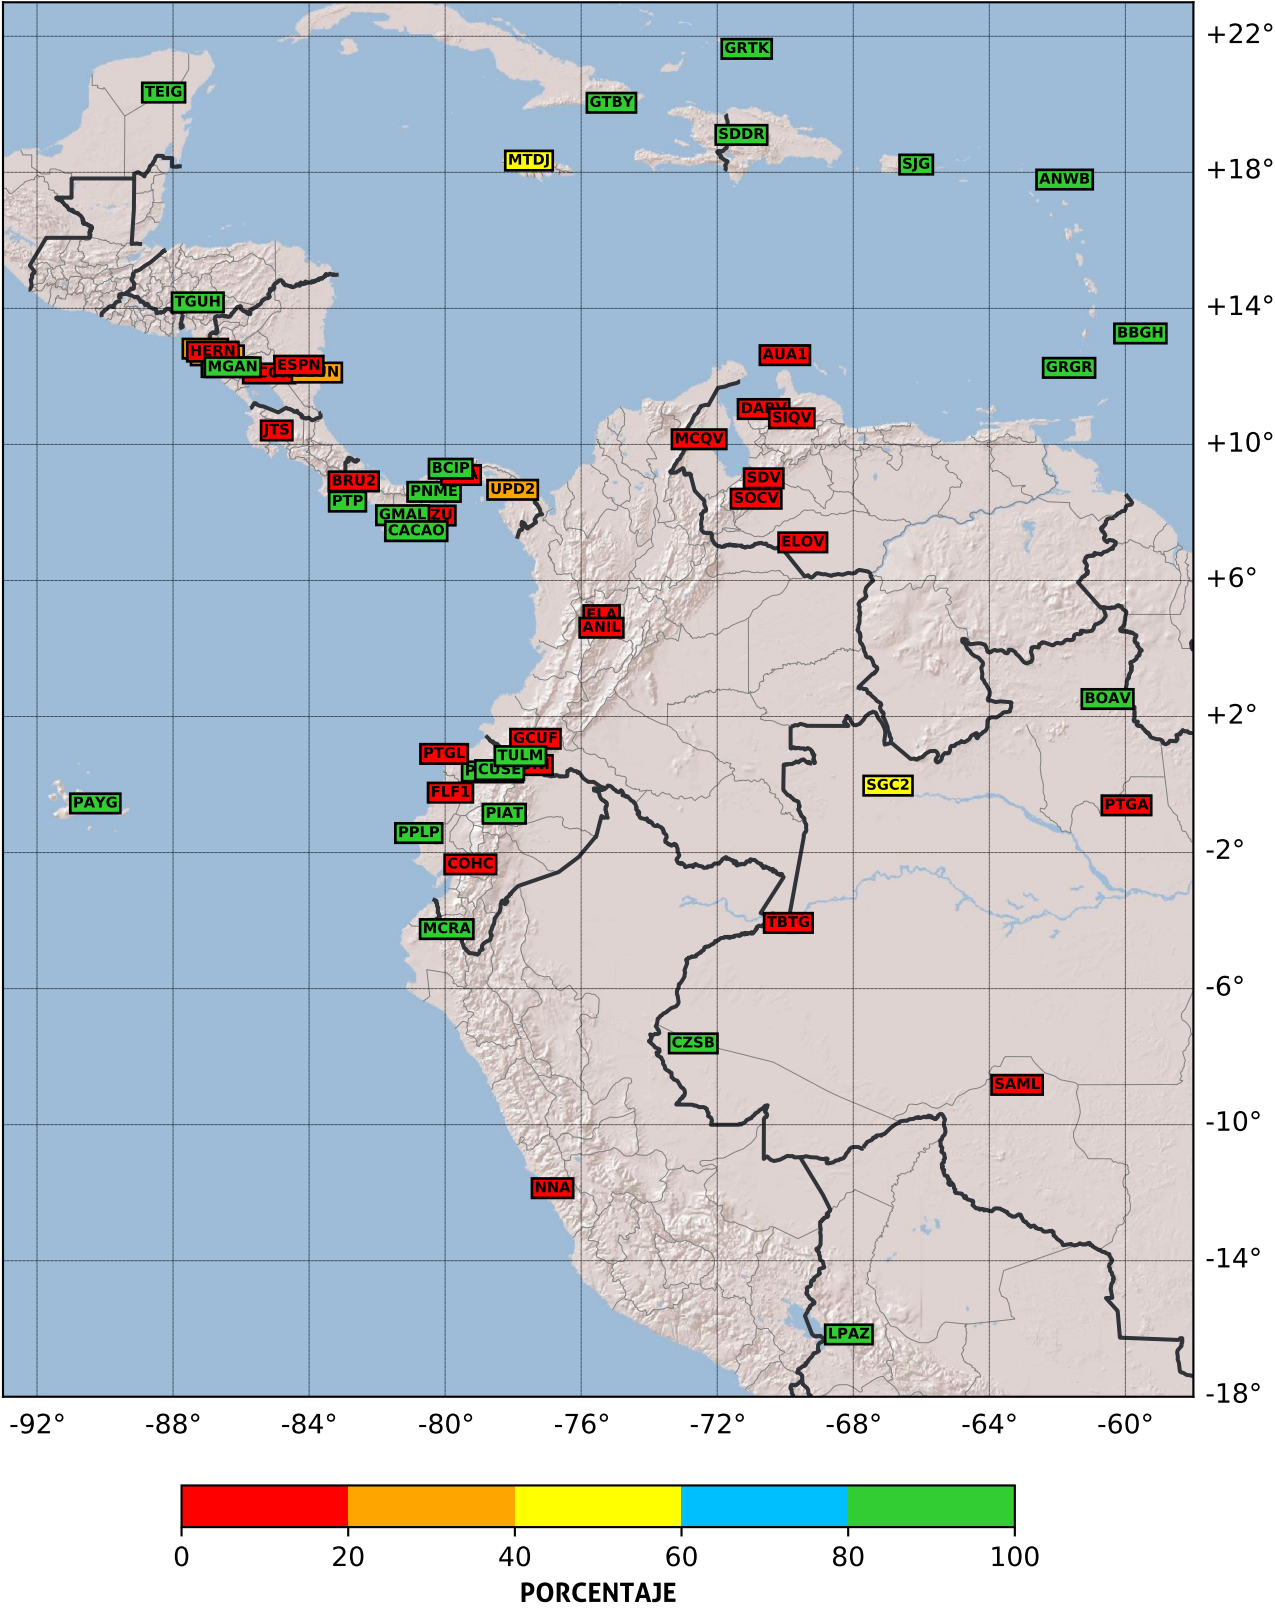 +22°
GRTK
TEIG
GTBY
SDDR
MTDJ
SJG
+18°
ANWB
TGUH
+14°
BBGH
HERN
MGAN
ESPN
AUA1
GRGR
SIQV
JTS
MCQV
+10°
BCIP
BRU2
PNME
UPD2
SDV
PTP
SOCV
GMAL
CACAO
ELOV
+6°
ANIL
BOAV
+2°
GCUF
PTGL
TULM
CUSE
SGC2
FLF1
PAYG
PIAT
PTGA
PPLP
-2°
COHC
TBTG
MCRA
-6°
CZSB
SAML
-10°
NNA
-14°
LPAZ
-18°
-92° -88° -84° -80° -76° -72° -68° -64° -60°
0 20 40 60 80 100
PORCENTAJE